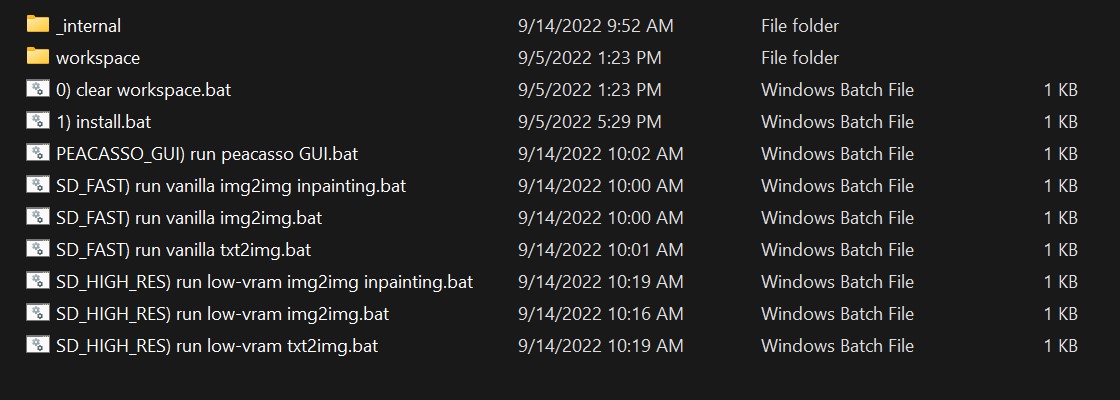 _internal 9/14/2022 9:52 AM File folder
workspace 9/5/2022 1:23 PM File folder
0) clear workspace.bat 9/5/2022 1:23 PM Windows Batch File 1 KB
1) install.bat 9/5/2022 5:29 PM Windows Batch File 1 KB
PEACASSO_GUI) run peacasso GUI.bat 9/14/2022 10:02 AM Windows Batch File 1 KB
SD_FAST) run vanilla img2img inpainting.bat 9/14/2022 10:00 AM Windows Batch File 1 KB
SD_FAST) run vanilla img2img.bat 9/14/2022 10:00 AM Windows Batch File 1 KB
SD_FAST) run vanilla txt2img.bat 9/14/2022 10:01 AM Windows Batch File 1 KB
SD_HIGH_RES) run low-vram img2img inpainting.bat 9/14/2022 10:19 AM Windows Batch File 1 KB
SD_HIGH_RES) run low-vram img2img.bat 9/14/2022 10:16 AM Windows Batch File 1 KB
SD_HIGH_RES) run low-vram txt2img.bat 9/14/2022 10:19 AM Windows Batch File 1 KB